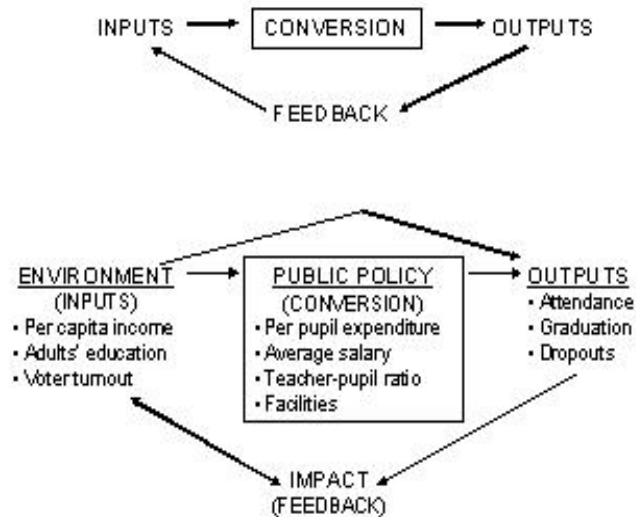 INPUTS CONVERSION OUTPUTS
FEEDBACK
ENVIRONMENT
(INPUTS)
• Per capita income
• Adults' education
• Voter turnout
PUBLIC POLICY
(CONVERSION)
• Per pupil expenditure
• Average salary
• Teacher-pupil ratio
• Facilities
OUTPUTS
• Attendance
• Graduation
• Dropouts
IMPACT
(FEEDBACK)